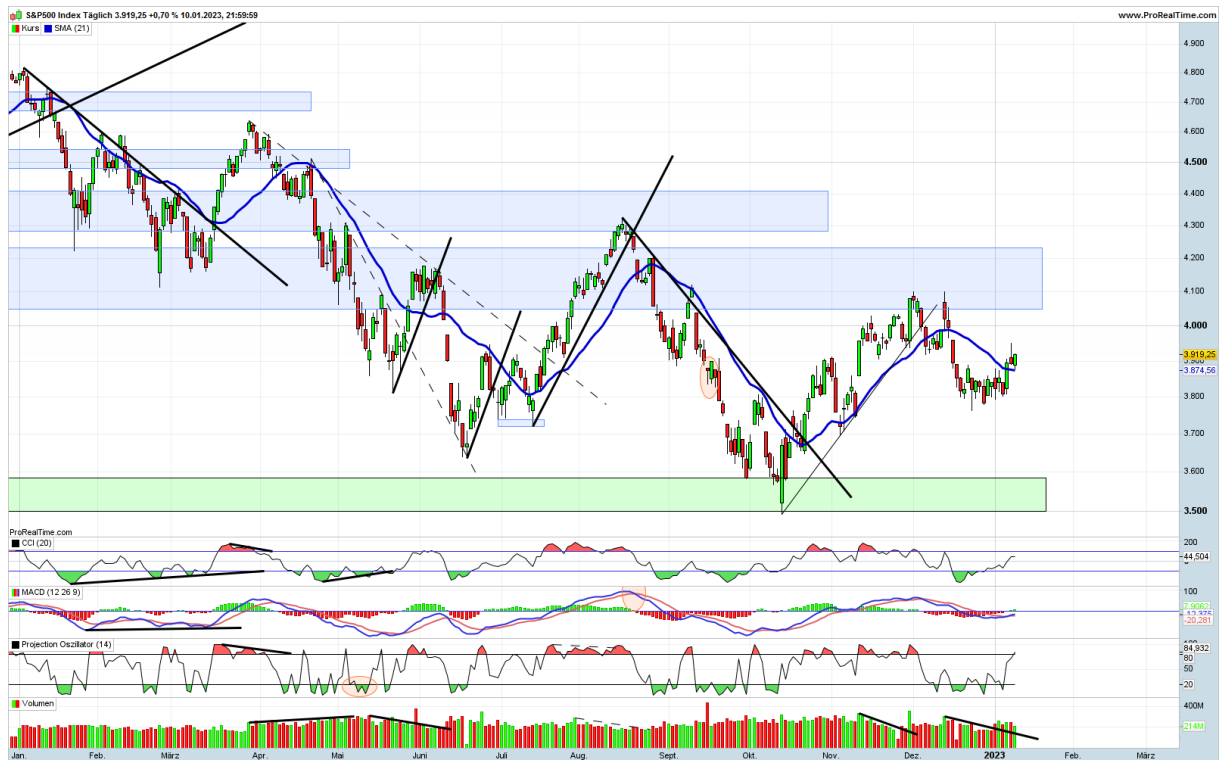 S&P500 Index Täglich 3.919,25 +0,70 % 10.01.2023, 21:59:59
www.ProRealTime.com
Kurs SMA (21)
4.900
4.800
4.700
4.600
4.500
4.400
4.300
4.200
4.100
4.000
3.919,25
3.874,56
3.800
3.700
3.600
3.500
ProRealTime.com
CCI (20)
200
44,504
MACD (12 26 9)
100
-20,281
Projection Oszillator (14)
84,932
80
50
20
Volumen
400M
214M
Jan. Feb. März Apr. Mai Juni Juli Aug. Sept. Okt. Nov. Dez. 2023 Feb. März